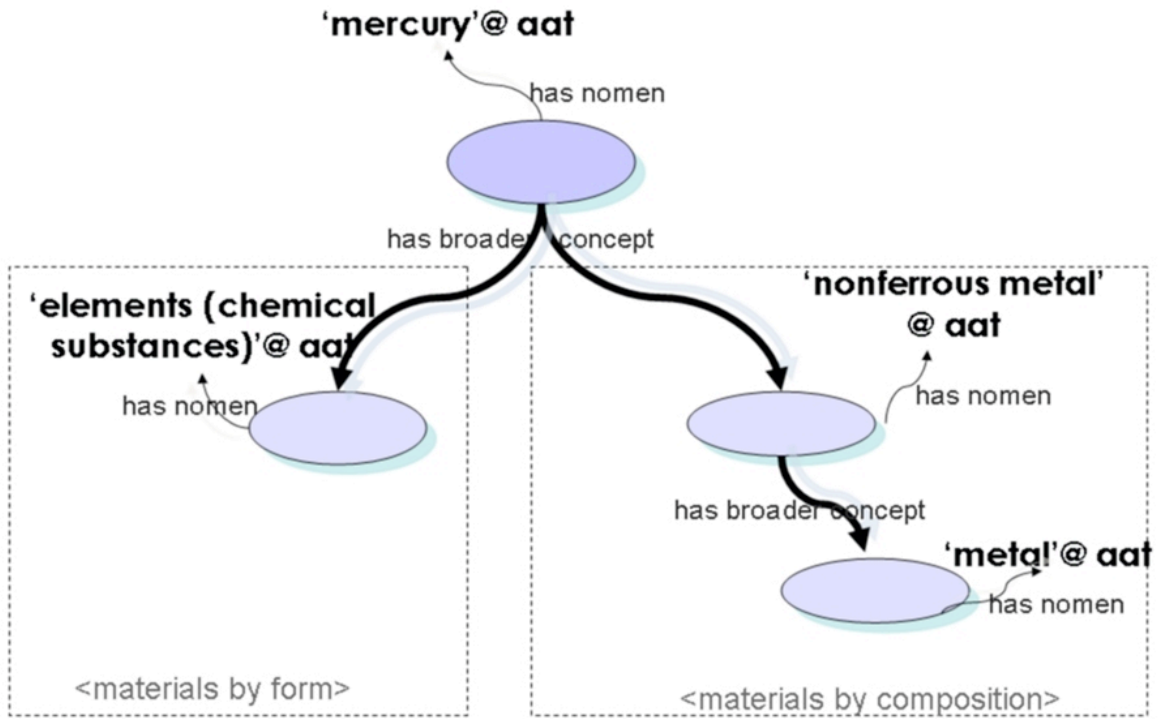 ‘mercury’@ aat
has nomen
has broader concept
‘elements (chemical
substances)’@ aat
has nomen
‘nonferrous metal’
@ aat
has nomen
has broader concept
‘metal’@ aat
has nomen
<materials by form>
<materials by composition>